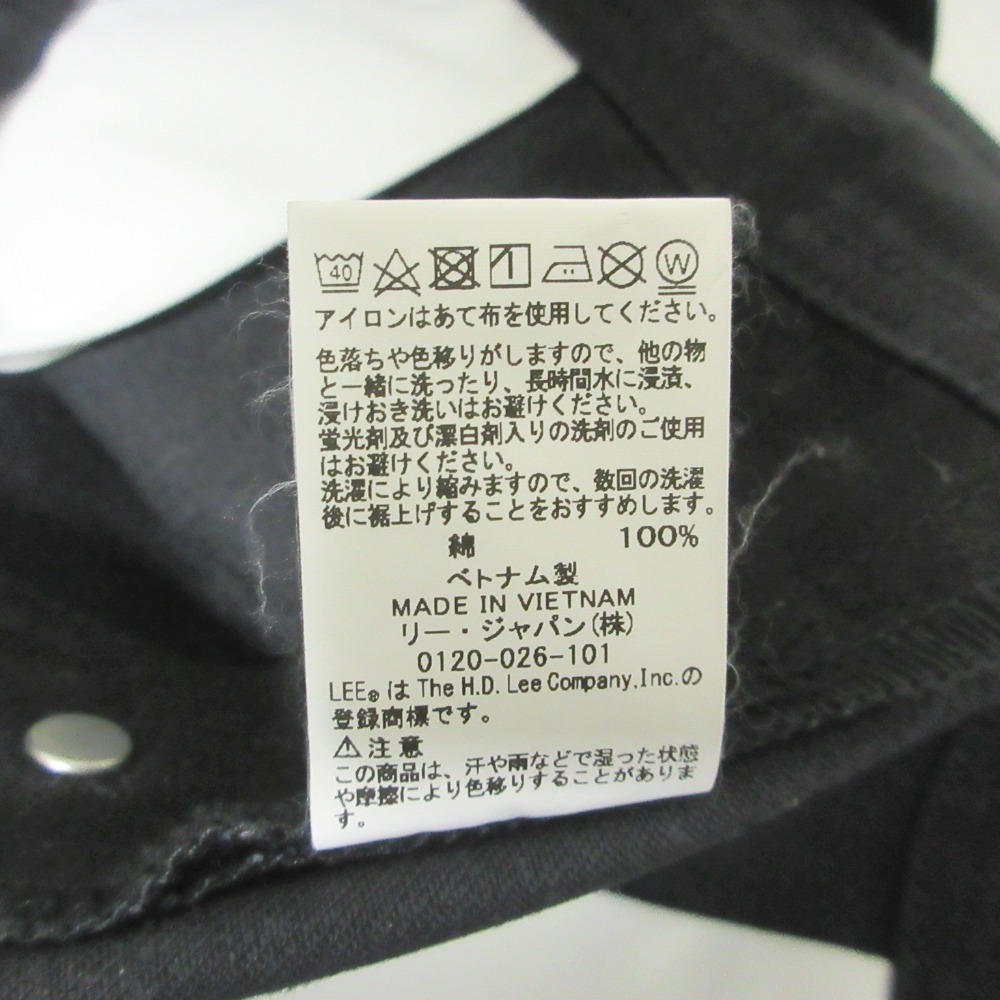 40 W
アイロンはあて布を使用してください。
色落ちや色移りがしますので、他の物
と一緒に洗ったり、長時間水に浸漬、
浸けおき洗いはお避けください。
蛍光剤及び漂白剤入りの洗剤のご使用
はお避けください。
洗濯により縮みますので、数回の洗濯
後に裾上げすることをおすすめします。
綿 100%
ベトナム製
MADE IN VIETNAM
リー・ジャパン(株)
0120-026-101
LEE® は The H.D. Lee Company,Inc.の
登録商標です。
⚠注意
この商品は、汗や雨などで湿った状態
や摩擦により色移りすることがありま
す。